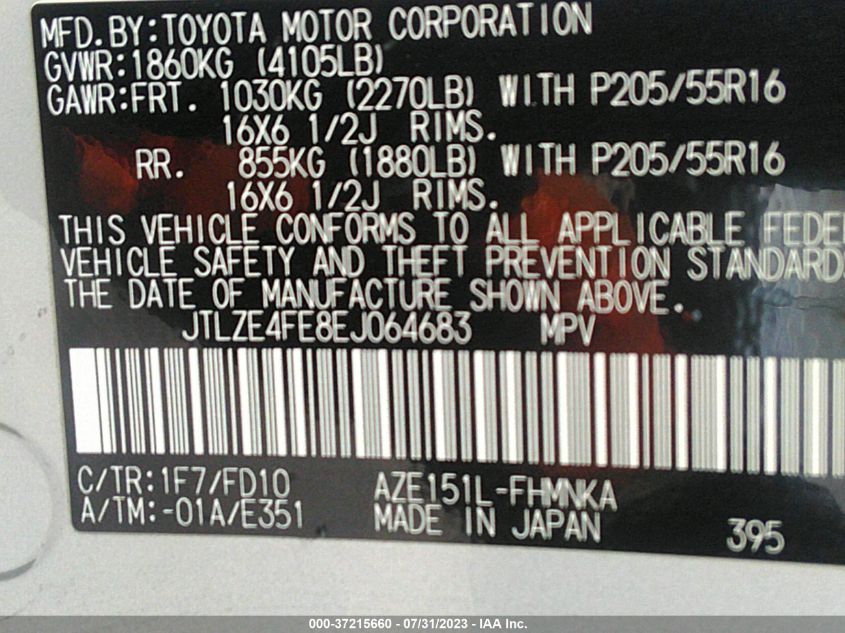 MFD.BY:TOYOTA MOTOR CORPORATION
GVWR:1860KG (4105LB)
GAWR:FRT. 1030KG (2270LB) WITH P205/55R16
16X6 1/2J RIMS.
RR. 855KG (1880LB) WITH P205/55R16
16X6 1/2J RIMS.
THIS VEHICLE CONFORMS TO ALL APPLICABLE FEDE
VEHICLE SAFETY AND THEFT PREVENTION STANDARDS
THE DATE OF MANUFACTURE SHOWN ABOVE.
JTLZE4FE8EJ064683 MPV
C/TR:1F7/FD10 AZE151L-FHMNKA
A/TM:-01A/E351 MADE IN JAPAN 395
000-37215660 - 07/31/2023 - IAA Inc.